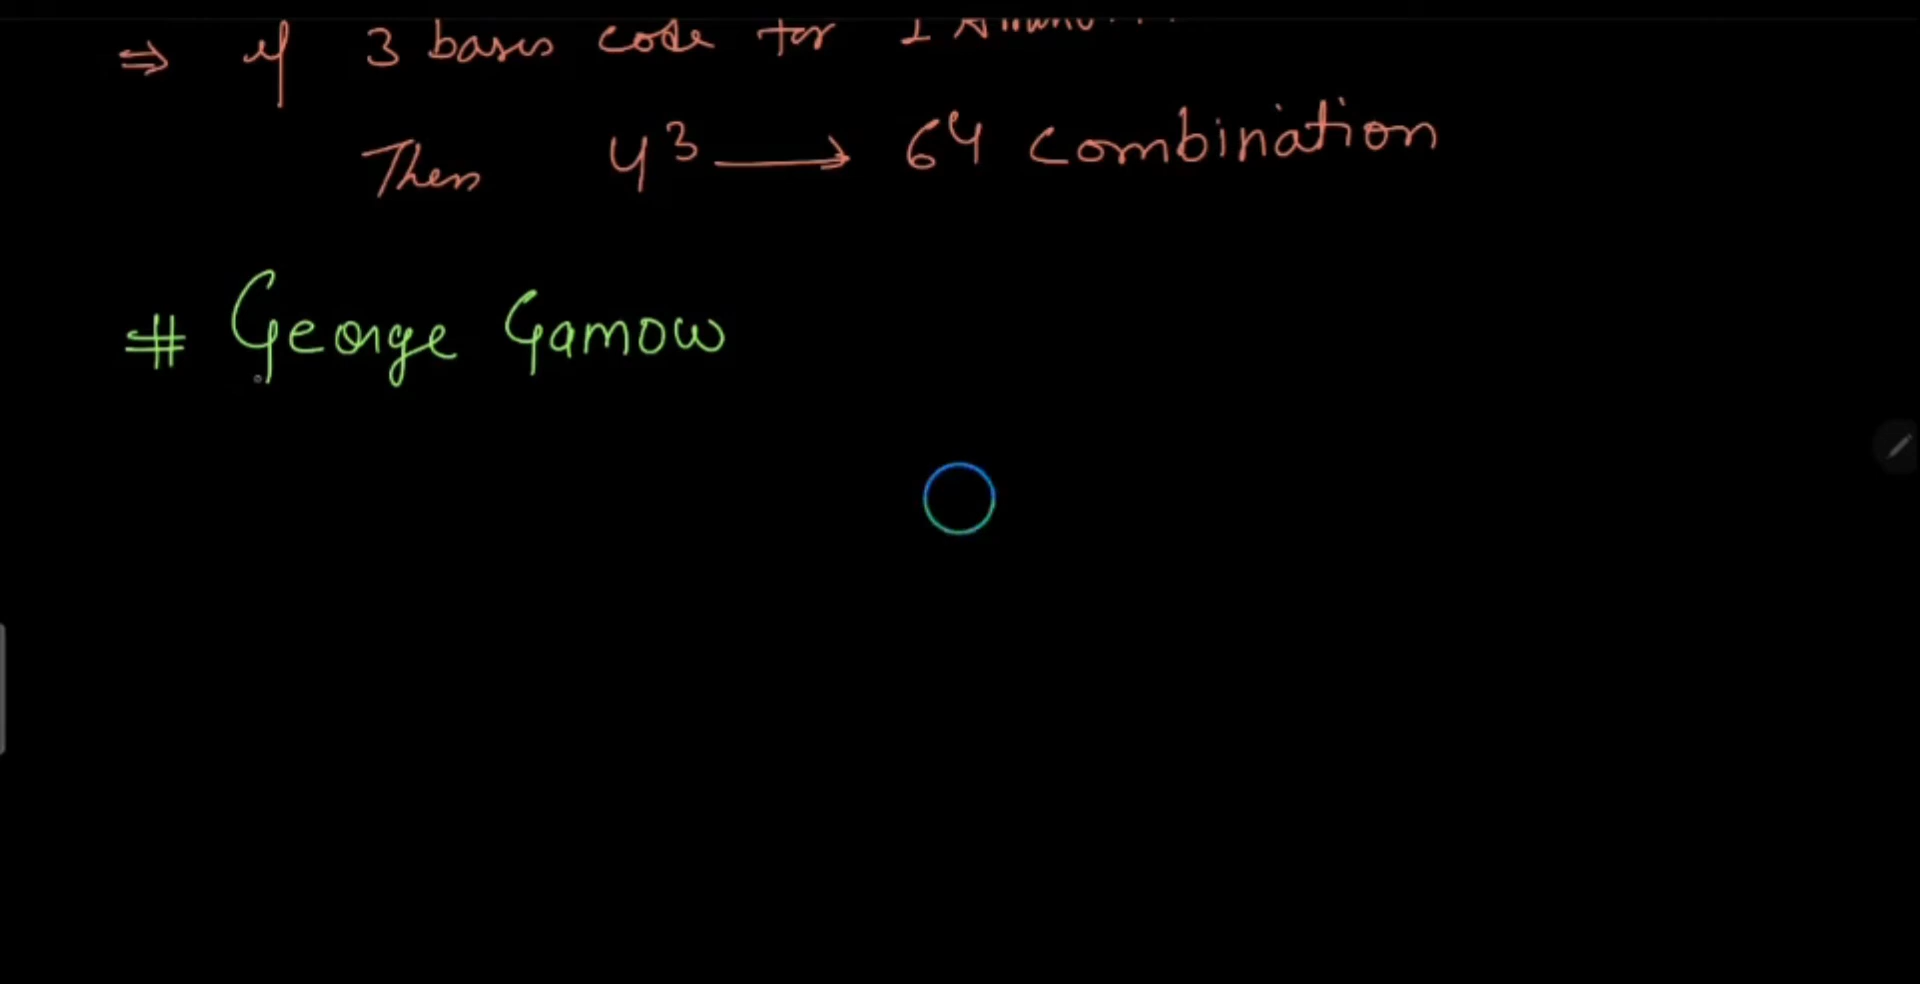 ⇒ if 3 bases code for 1
Then 4³ → 64 Combination
# George Gamow